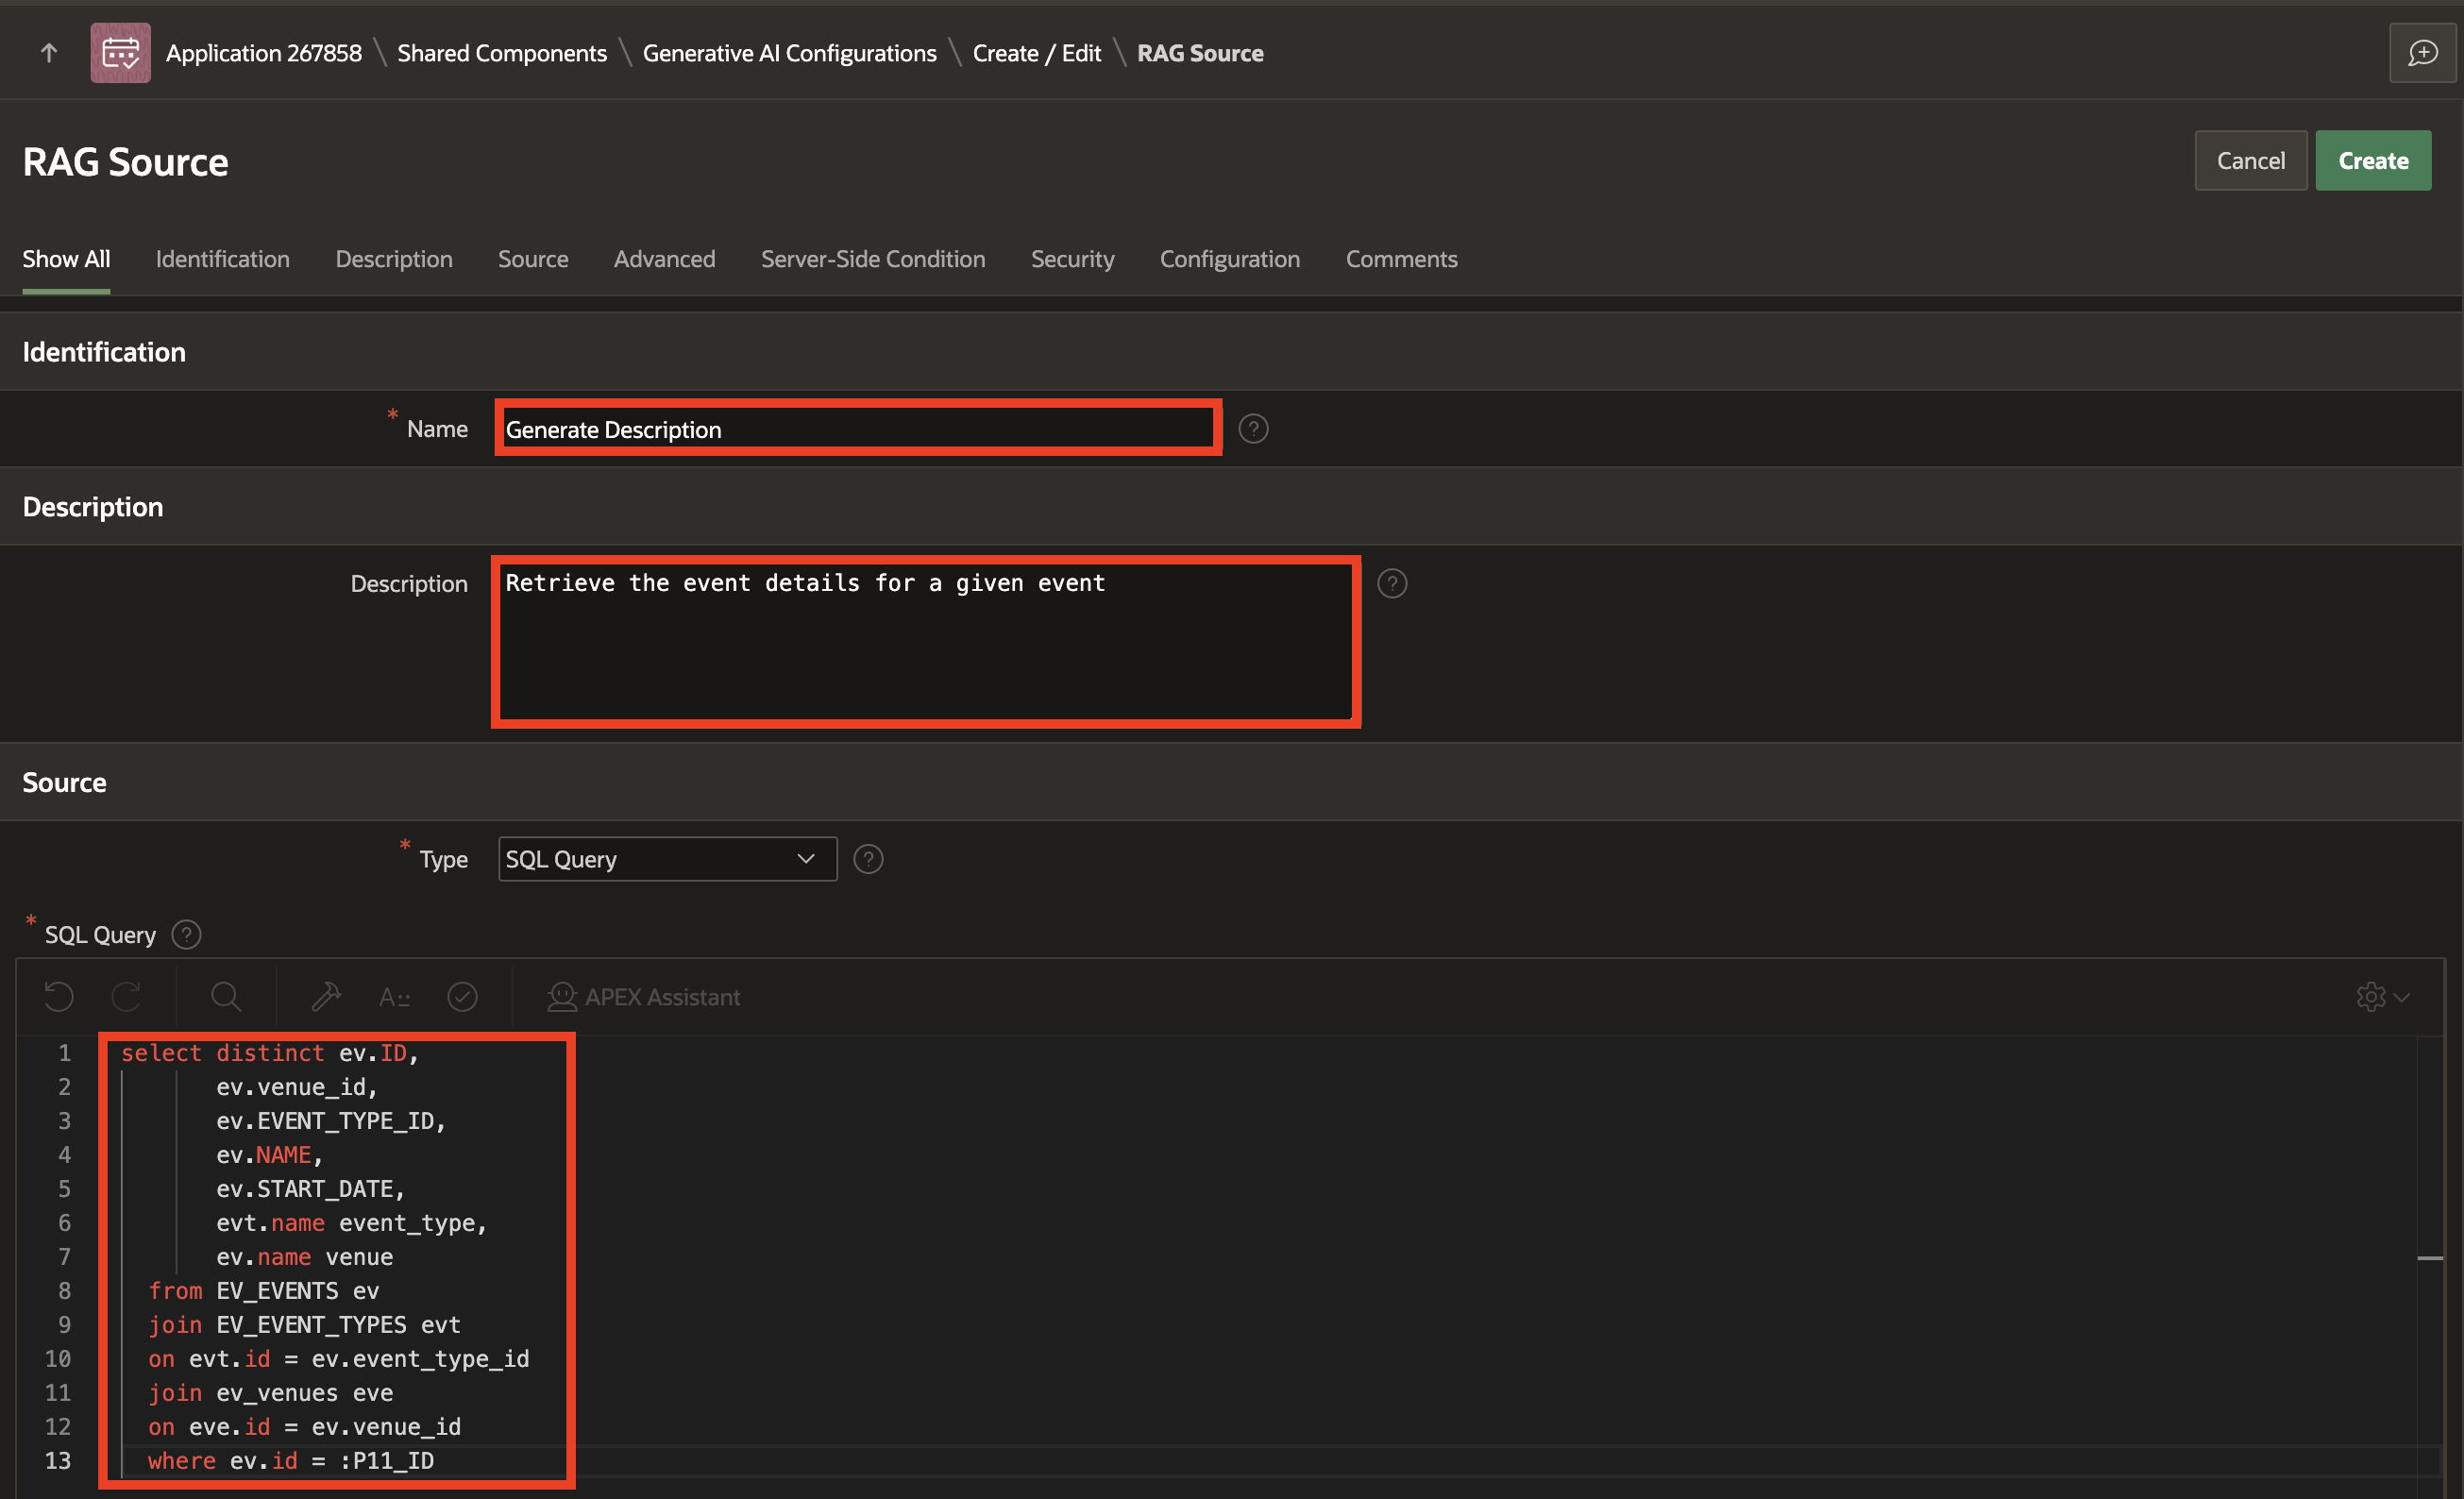 Application 267858 \ Shared Components \ Generative AI Configurations \ Create / Edit \ RAG Source
RAG Source
Cancel Create
Show All Identification Description Source Advanced Server-Side Condition Security Configuration Comments
Identification
* Name Generate Description ?
Description
Description Retrieve the event details for a given event ?
Source
* Type SQL Query ?
* SQL Query ?
A:: APEX Assistant
1 select distinct ev.ID,
2 ev.venue_id,
3 ev.EVENT_TYPE_ID,
4 ev.NAME,
5 ev.START_DATE,
6 evt.name event_type,
7 ev.name venue
8 from EV_EVENTS ev
9 join EV_EVENT_TYPES evt
10 on evt.id = ev.event_type_id
11 join ev_venues eve
12 on eve.id = ev.venue_id
13 where ev.id = :P11_ID